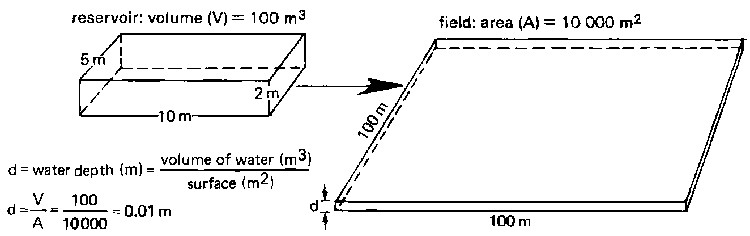 reservoir: volume (V) = 100 m³
field: area (A) = 10 000 m²
5 m
2 m
10 m
100 m
d = water depth (m) = volume of water (m³) / surface (m²)
d = V / A = 100 / 10000 = 0.01 m
d
100 m